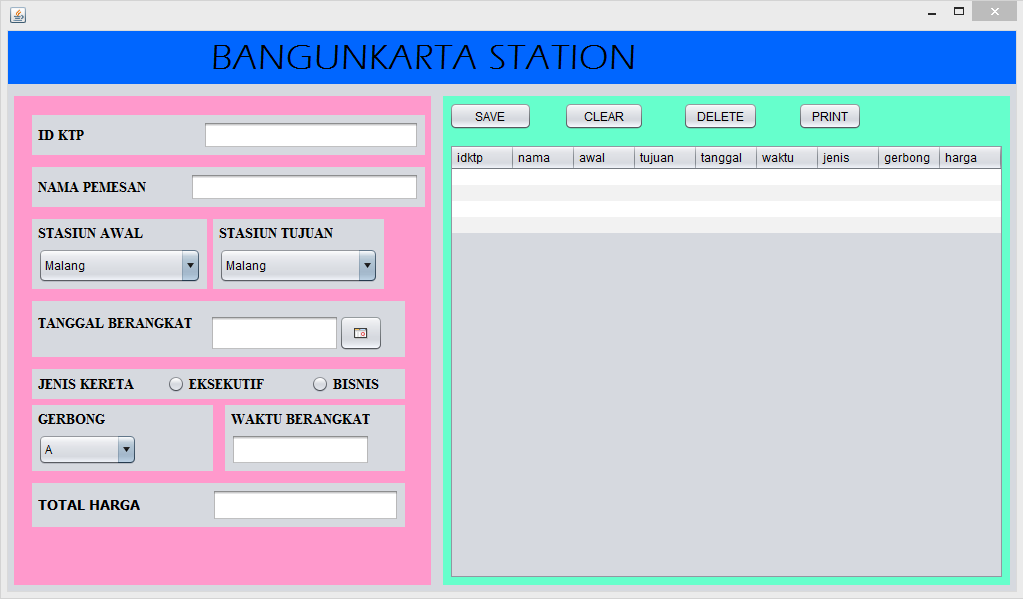 BANGUNKARTA STATION
ID KTP
NAMA PEMESAN
STASIUN AWAL STASIUN TUJUAN
Malang Malang
TANGGAL BERANGKAT
JENIS KERETA EKSEKUTIF BISNIS
GERBONG WAKTU BERANGKAT
A
TOTAL HARGA
SAVE CLEAR DELETE PRINT
idktp nama awal tujuan tanggal waktu jenis gerbong harga